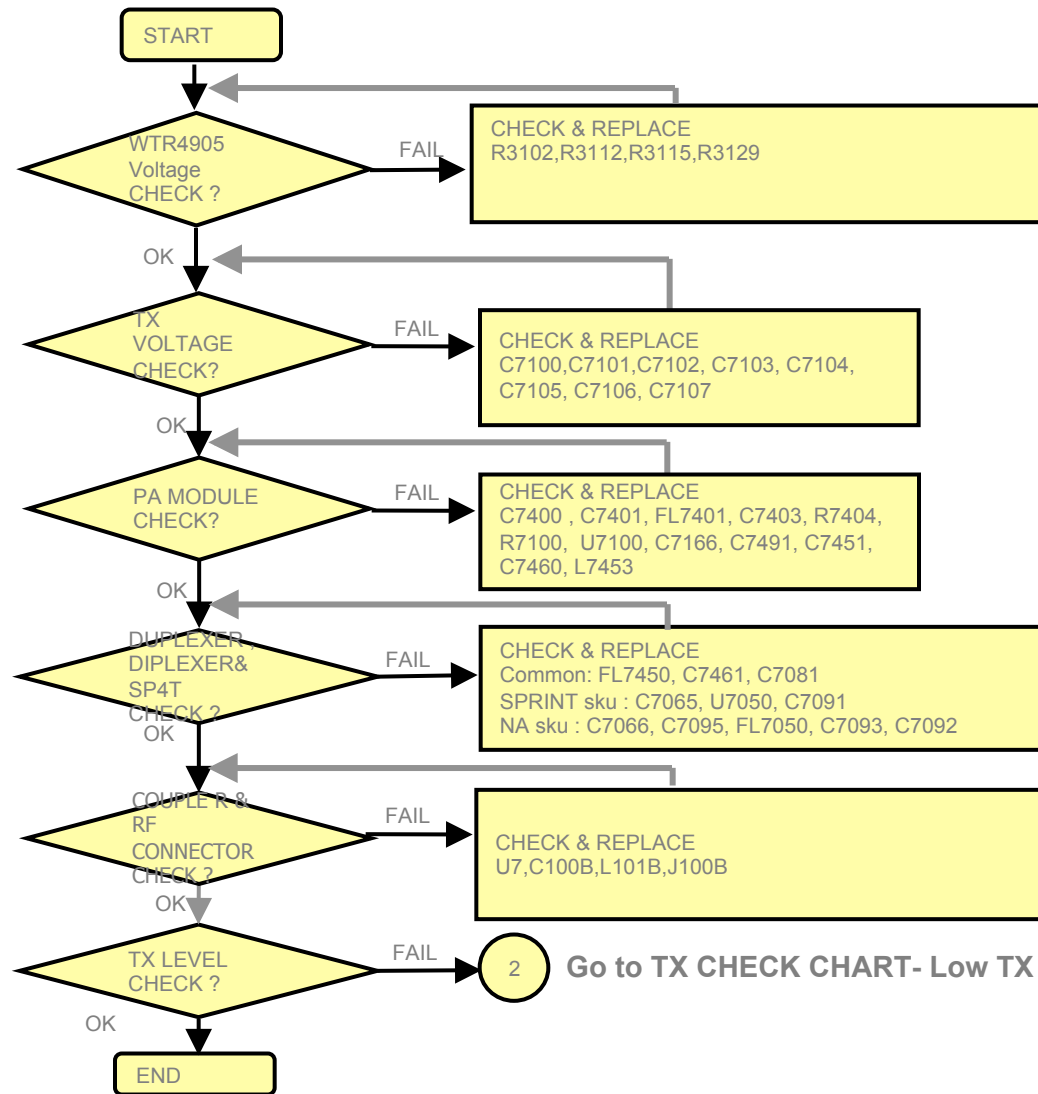 START
WTR4905
Voltage
CHECK ?
FAIL
CHECK & REPLACE
R3102,R3112,R3115,R3129
OK
TX
VOLTAGE
CHECK?
FAIL
CHECK & REPLACE
C7100,C7101,C7102, C7103, C7104,
C7105, C7106, C7107
OK
PA MODULE
CHECK?
FAIL
CHECK & REPLACE
C7400 , C7401, FL7401, C7403, R7404,
R7100, U7100, C7166, C7491, C7451,
C7460, L7453
OK
DUPLEXER ,
DIPLEXER&
SP4T
CHECK ?
FAIL
CHECK & REPLACE
Common: FL7450, C7461, C7081
SPRINT sku : C7065, U7050, C7091
NA sku : C7066, C7095, FL7050, C7093, C7092
OK
COUPLE R &
RF
CONNECTOR
CHECK ?
FAIL
CHECK & REPLACE
U7,C100B,L101B,J100B
OK
TX LEVEL
CHECK ?
FAIL
2
Go to TX CHECK CHART- Low TX
OK
END